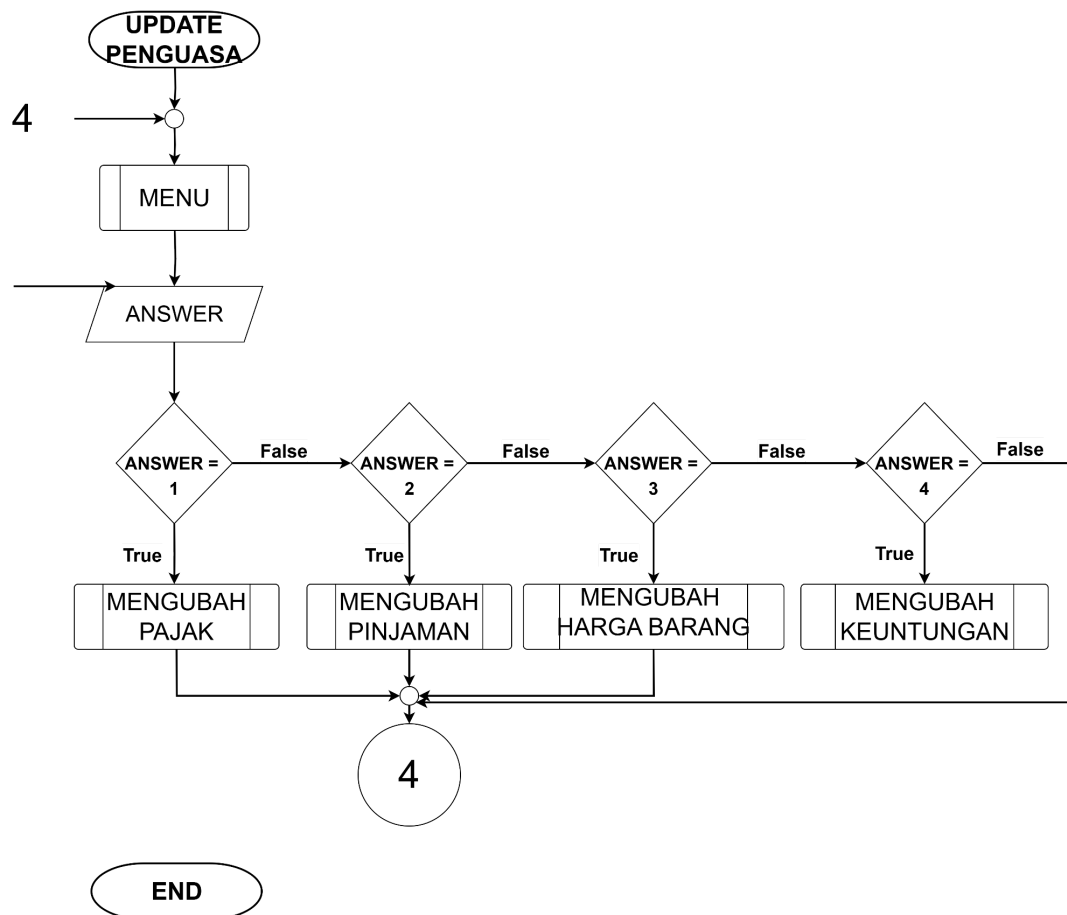 UPDATE
PENGUASA
4
MENU
ANSWER
ANSWER =
1
False
ANSWER =
2
False
ANSWER =
3
False
ANSWER =
4
False
True
True
True
True
MENGUBAH
PAJAK
MENGUBAH
PINJAMAN
MENGUBAH
HARGA BARANG
MENGUBAH
KEUNTUNGAN
4
END